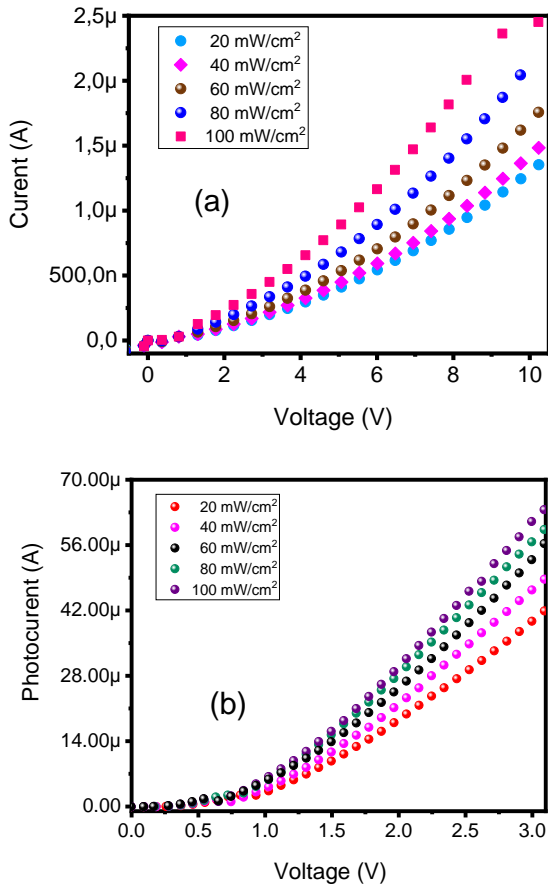 2,5µ
2,0µ
1,5µ
1,0µ
500,0n
0,0
Curent (A)
20 mW/cm²
40 mW/cm²
60 mW/cm²
80 mW/cm²
100 mW/cm²
(a)
0 2 4 6 8 10
Voltage (V)
70.00µ
56.00µ
42.00µ
28.00µ
14.00µ
0.00
Photocurent (A)
20 mW/cm²
40 mW/cm²
60 mW/cm²
80 mW/cm²
100 mW/cm²
(b)
0.0 0.5 1.0 1.5 2.0 2.5 3.0
Voltage (V)